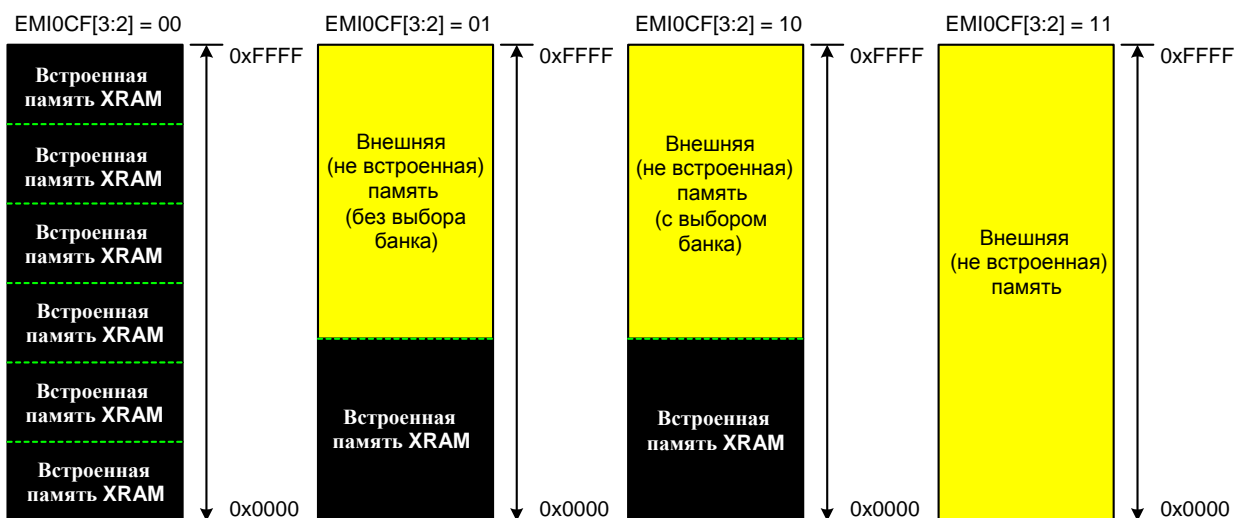 EMI0CF[3:2] = 00
0xFFFF
Встроенная
память XRAM
Встроенная
память XRAM
Встроенная
память XRAM
Встроенная
память XRAM
Встроенная
память XRAM
Встроенная
память XRAM
0x0000
EMI0CF[3:2] = 01
0xFFFF
Внешняя
(не встроенная)
память
(без выбора
банка)
Встроенная
память XRAM
0x0000
EMI0CF[3:2] = 10
0xFFFF
Внешняя
(не встроенная)
память
(с выбором
банка)
Встроенная
память XRAM
0x0000
EMI0CF[3:2] = 11
0xFFFF
Внешняя
(не встроенная)
память
0x0000